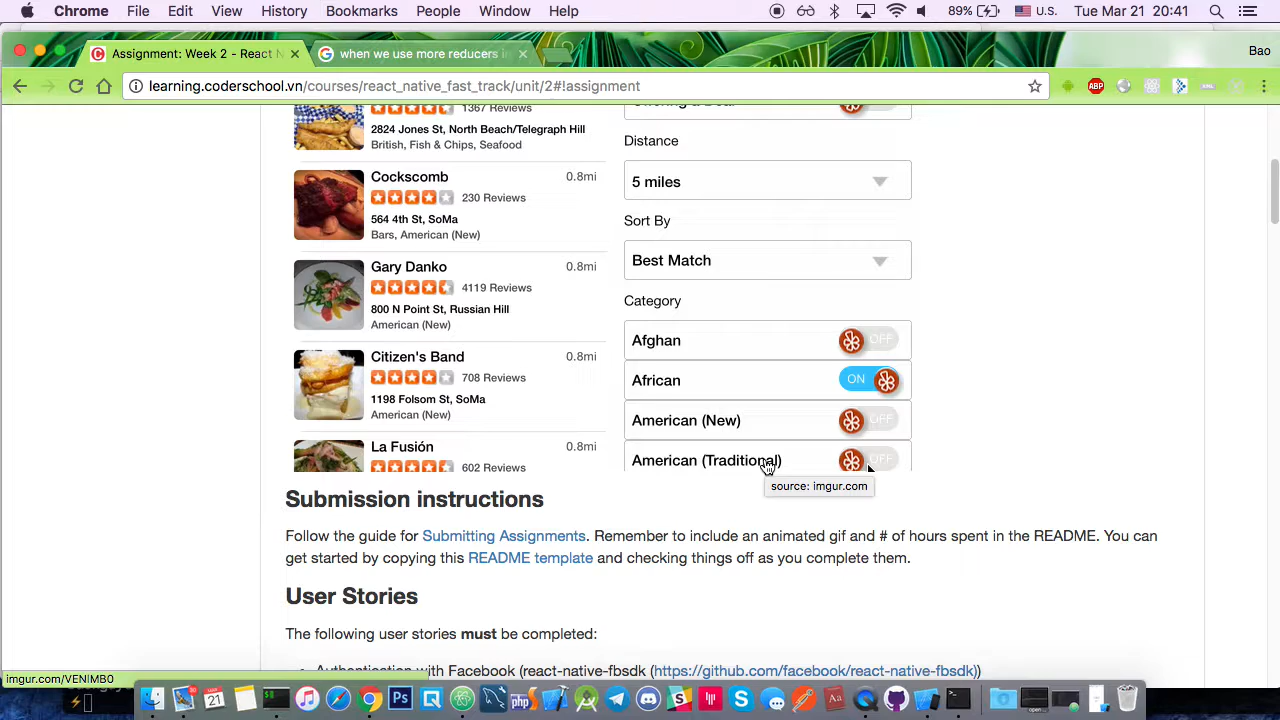 Chrome File Edit View History Bookmarks People Window Help 89% U.S. Tue Mar 21 20:41
Assignment: Week 2 - React N
when we use more reducers in
Bao
learning.coderschool.vn/courses/react_native_fast_track/unit/2#!assignment
1367 Reviews
2824 Jones St, North Beach/Telegraph Hill
British, Fish & Chips, Seafood
Cockscomb 0.8mi
230 Reviews
564 4th St, SoMa
Bars, American (New)
Gary Danko 0.8mi
4119 Reviews
800 N Point St, Russian Hill
American (New)
Citizen's Band 0.8mi
708 Reviews
1198 Folsom St, SoMa
American (New)
La Fusión 0.8mi
602 Reviews
Distance
5 miles
Sort By
Best Match
Category
Afghan OFF
African ON
American (New) OFF
American (Traditional) OFF
source: imgur.com
Submission instructions
Follow the guide for Submitting Assignments. Remember to include an animated gif and # of hours spent in the README. You can
get started by copying this README template and checking things off as you complete them.
User Stories
The following user stories must be completed:
Authentication with Facebook (react-native-fbsdk (https://github.com/facebook/react-native-fbsdk))
imgur.com/VENIMB0